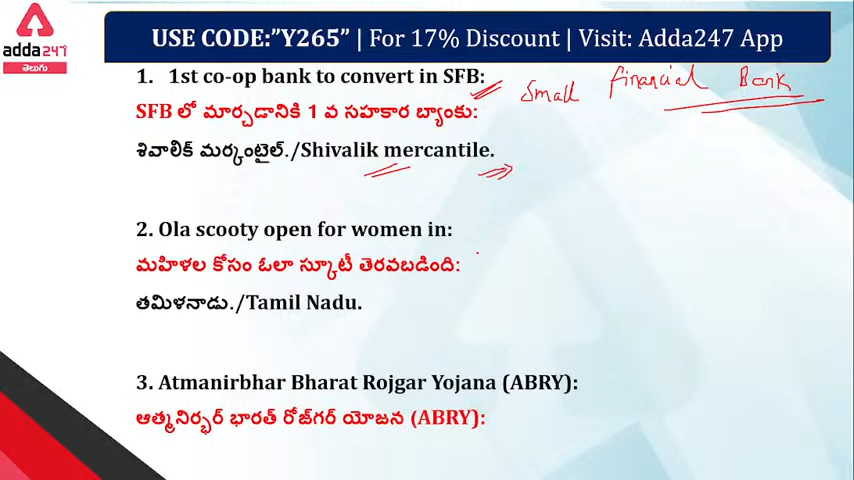 adda247
తెలుగు
USE CODE:”Y265” | For 17% Discount | Visit: Adda247 App
1. 1st co-op bank to convert in SFB: Small Financial Bank
SFB లో మార్చడానికి 1 వ సహకార బ్యాంకు:
శివాలీక్ మర్కంటైల్./Shivalik mercantile.
2. Ola scooty open for women in:
మహిళల కోసం ఓలా స్కూటీ తెరవబడింది:
తమిళనాడు./Tamil Nadu.
3. Atmanirbhar Bharat Rojgar Yojana (ABRY):
ఆత్మనిర్భర్ భారత్ రోజ్‌గర్ యోజన (ABRY):